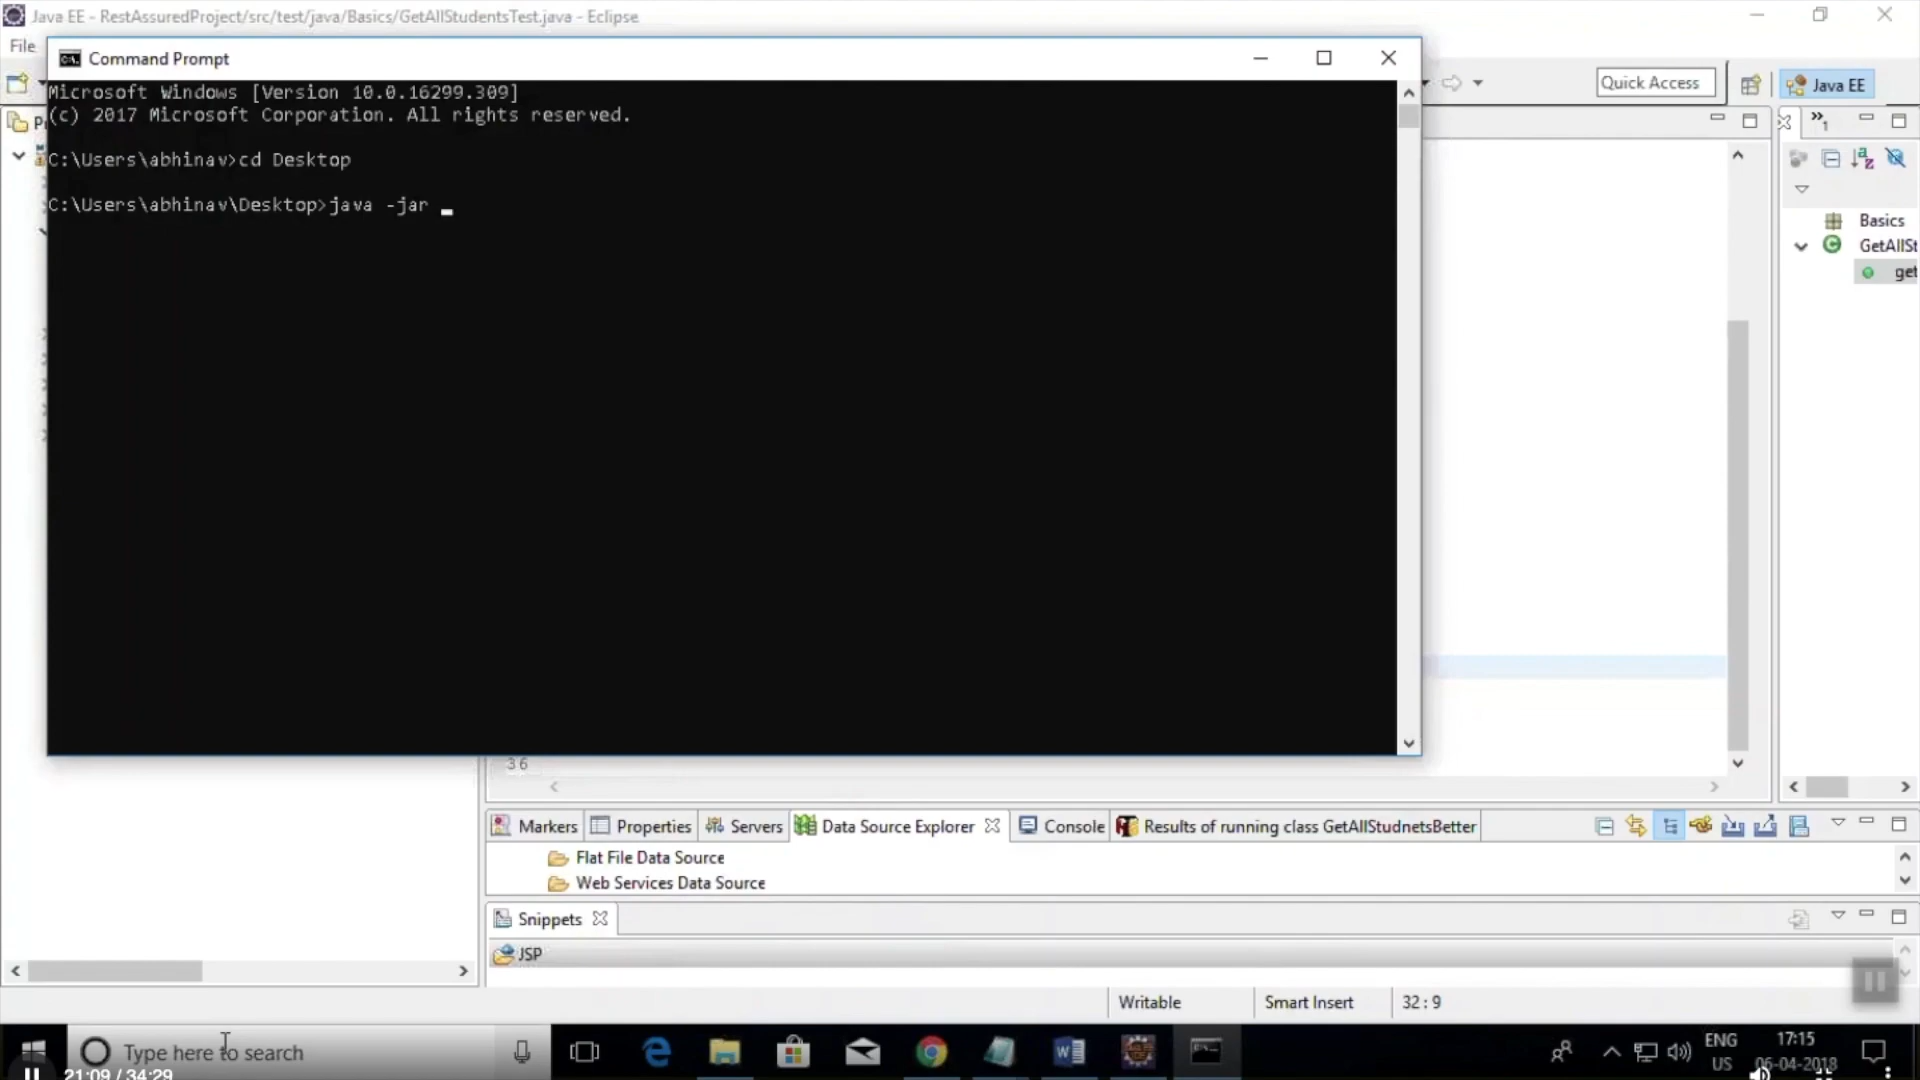 Java EE - RestAssuredProject/src/test/java/Basics/GetAllStudentsTest.java - Eclipse
File
Command Prompt
Microsoft Windows [Version 10.0.16299.309]
(c) 2017 Microsoft Corporation. All rights reserved.
C:\Users\abhinav>cd Desktop
C:\Users\abhinav\Desktop>java -jar
Quick Access
Java EE
Basics
GetAllSt
get
36
Markers
Properties
Servers
Data Source Explorer
Console
Results of running class GetAllStudnetsBetter
Flat File Data Source
Web Services Data Source
Snippets
JSP
Writable
Smart Insert
32 : 9
Type here to search
ENG
US
17:15
06-04-2018
21:09 / 34:29